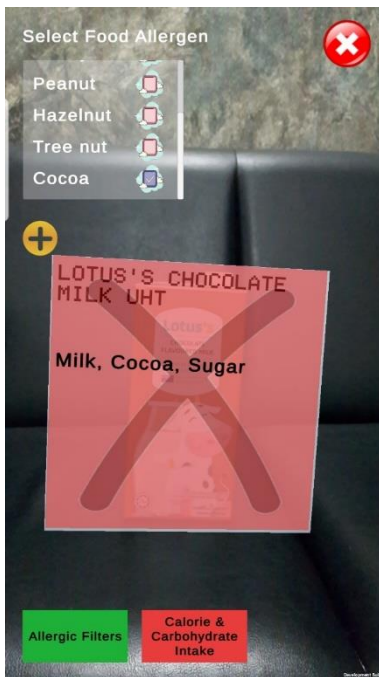 Select Food Allergen
Peanut
Hazelnut
Tree nut
Cocoa
LOTUS'S CHOCOLATE
MILK UHT
Lotus's
Milk, Cocoa, Sugar
Allergic Filters
Calorie &
Carbohydrate
Intake